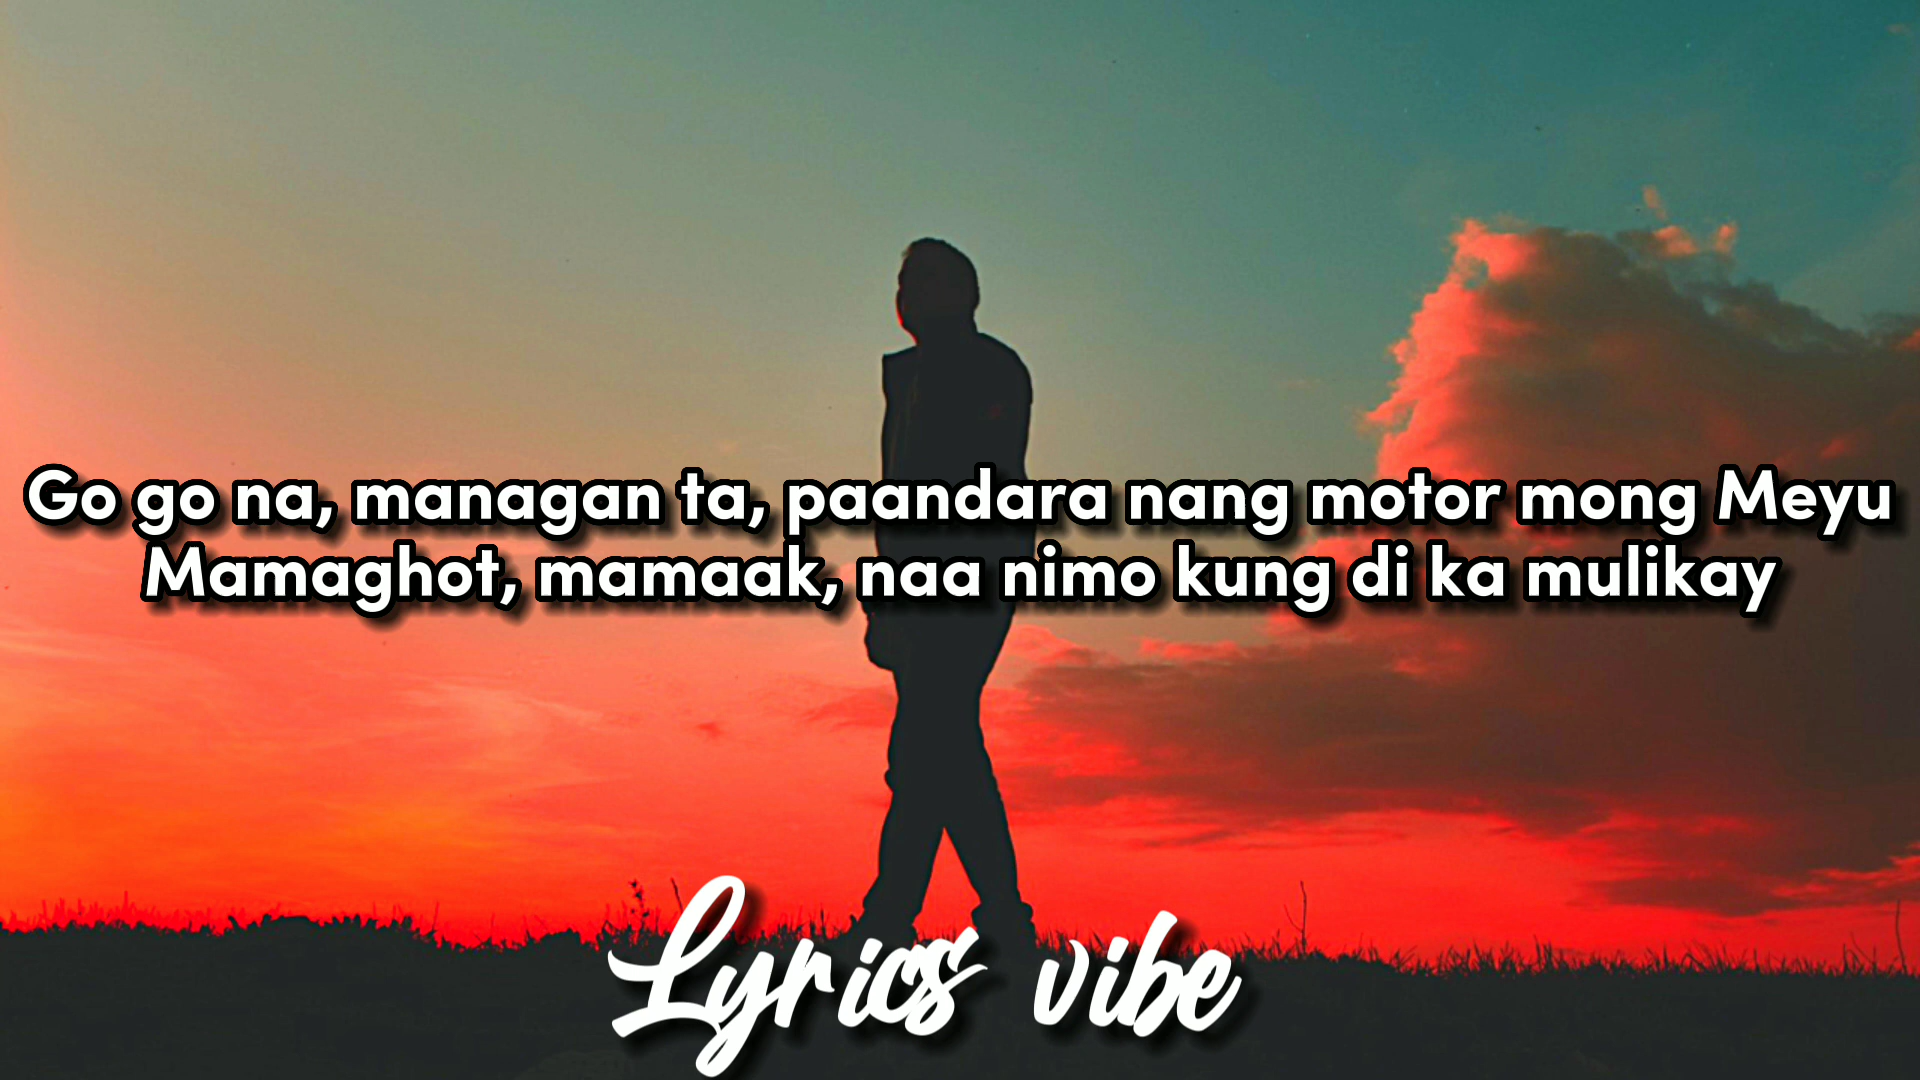 Go go na, managan ta, paandara nang motor mong Meyu
Mamaghot, mamaak, naa nimo kung di ka mulikay
Lyrics vibe